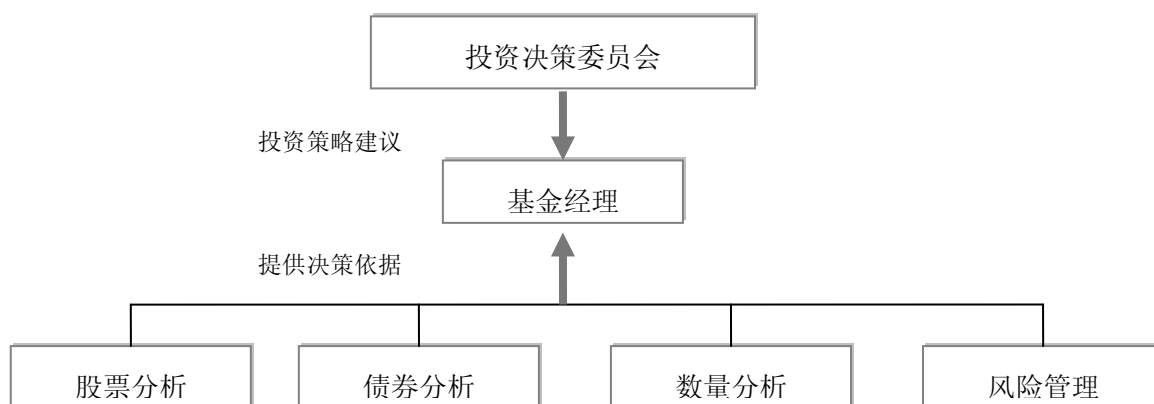 投资决策委员会
投资策略建议
基金经理
提供决策依据
股票分析
债券分析
数量分析
风险管理